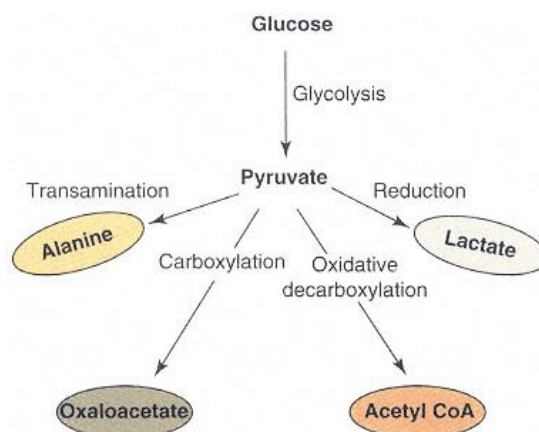 Glucose
Glycolysis
Pyruvate
Transamination
Reduction
Alanine
Lactate
Carboxylation
Oxidative
decarboxylation
Oxaloacetate
Acetyl CoA